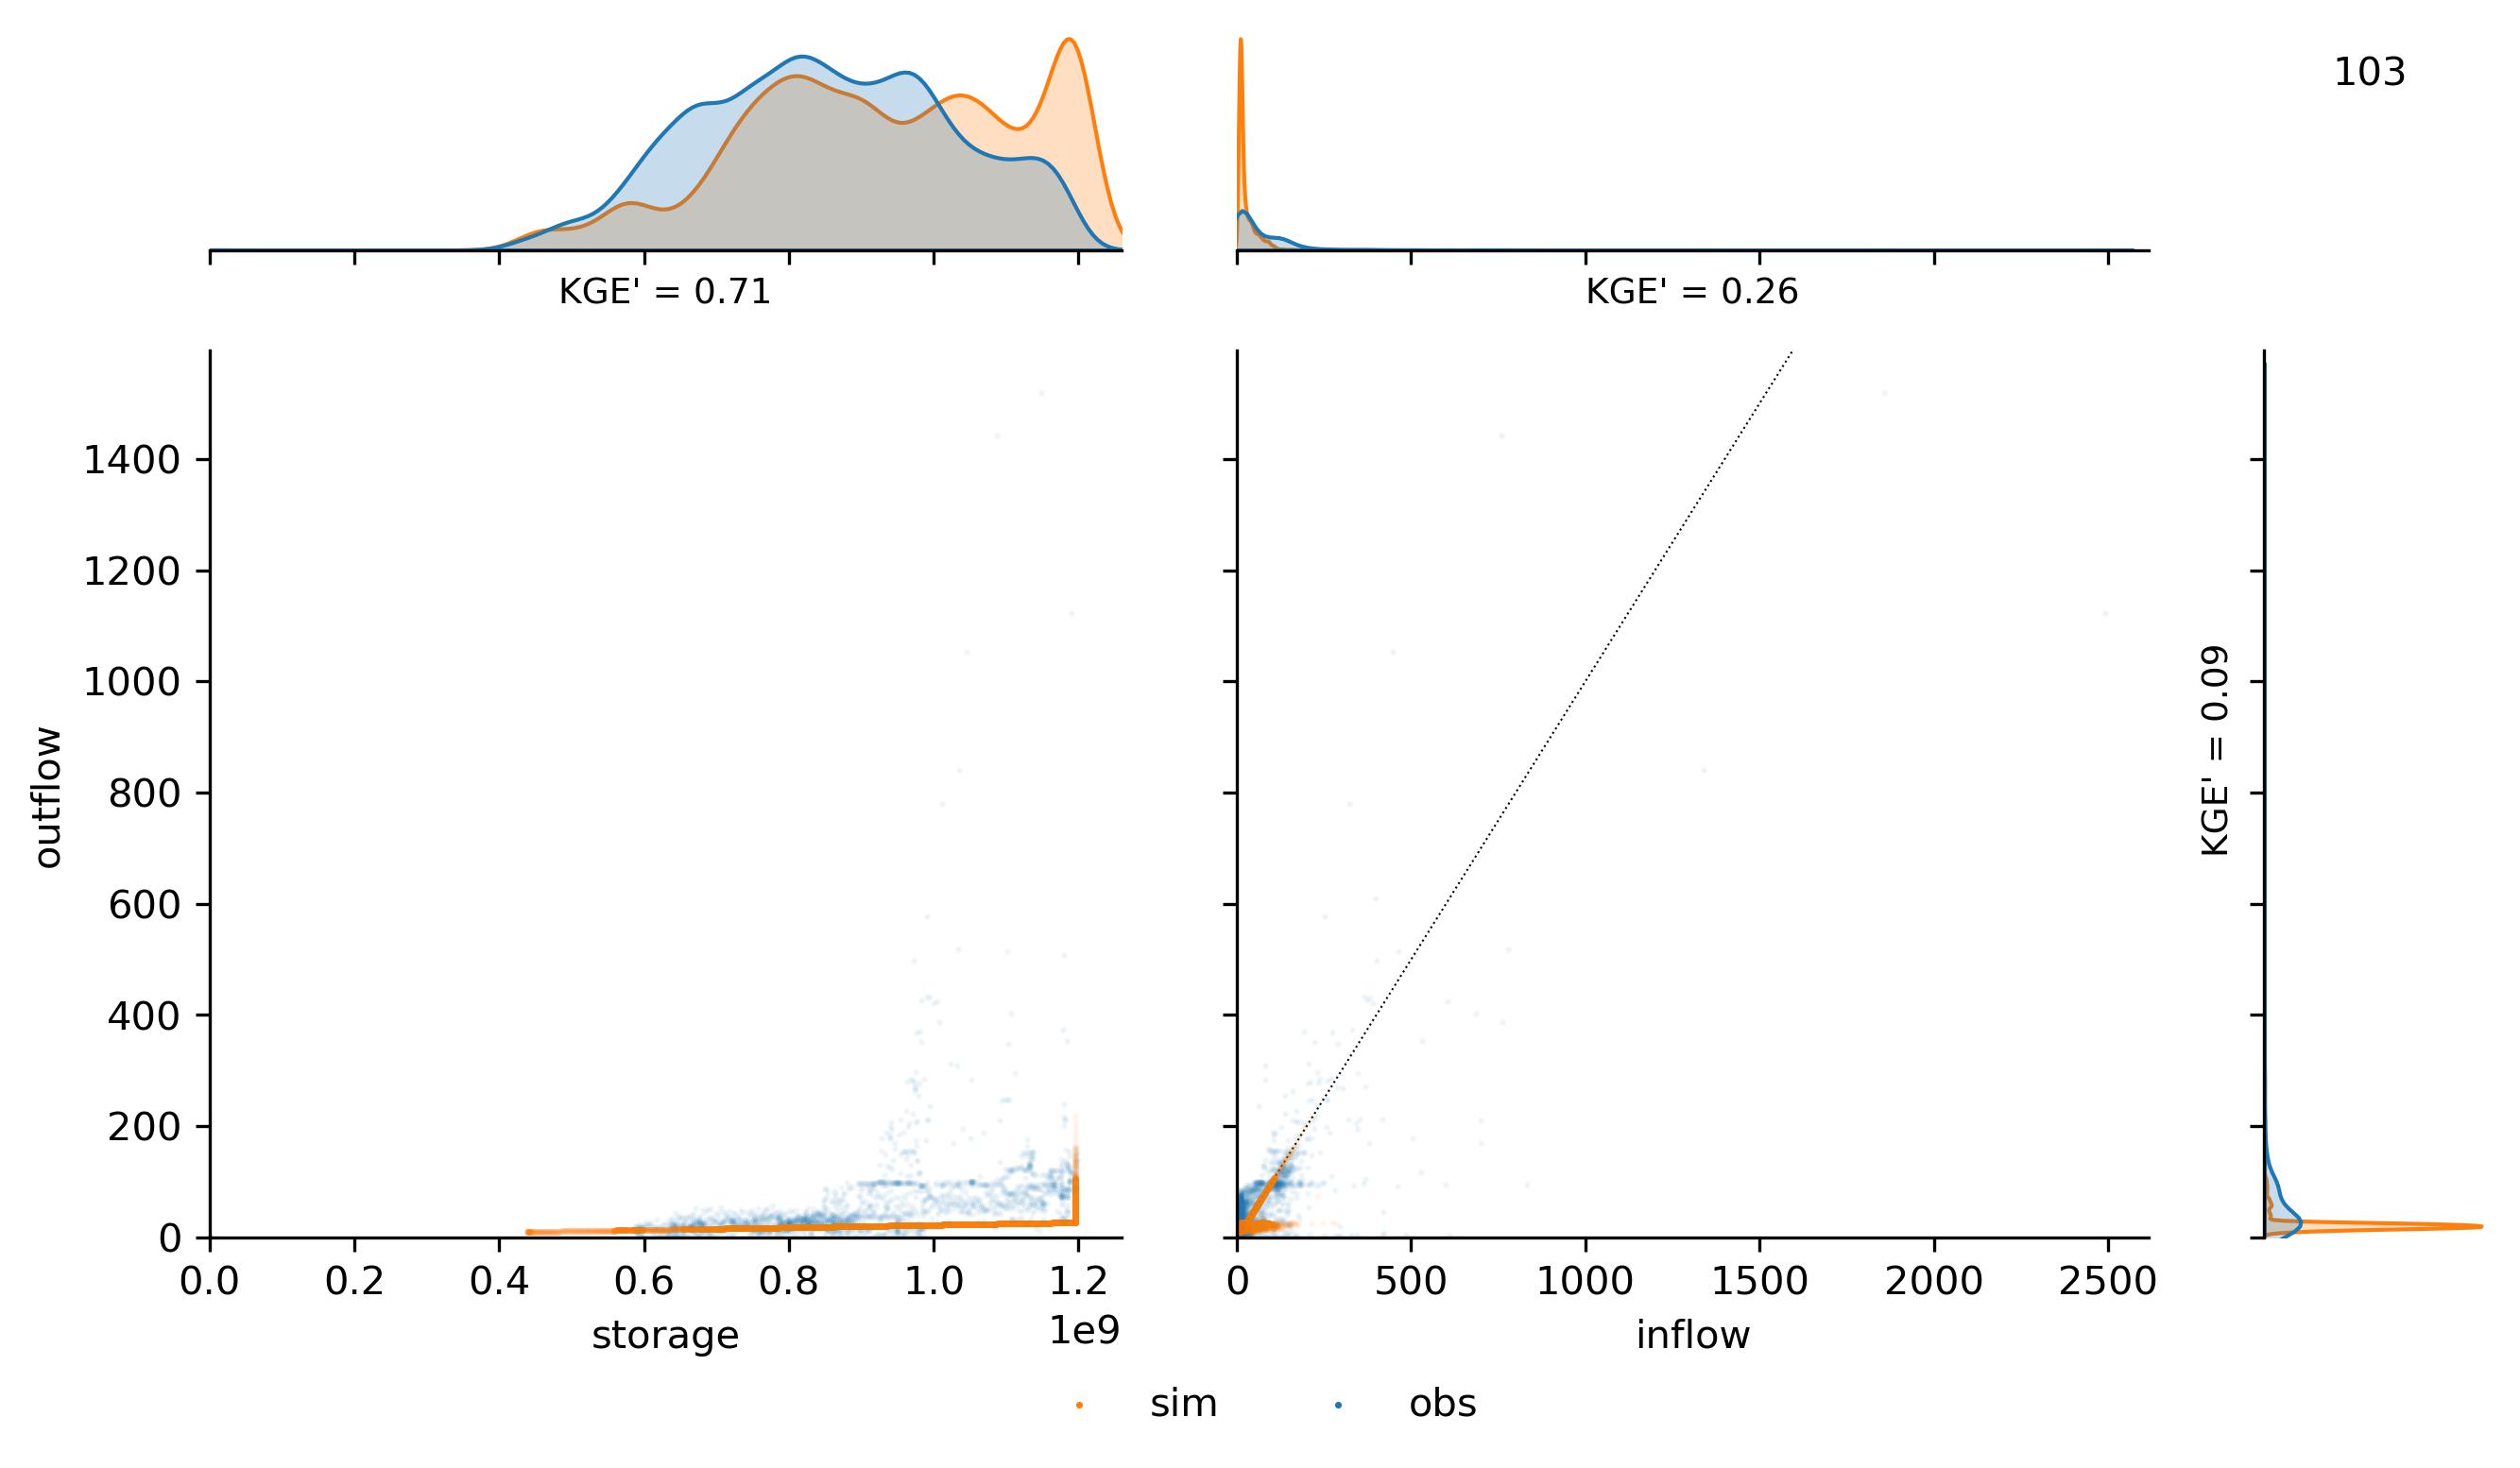 103
KGE' = 0.71
KGE' = 0.26
1400
1200
1000
800
600
400
200
0
outflow
KGE' = 0.09
0.0 0.2 0.4 0.6 0.8 1.0 1.2
1e9
storage
0 500 1000 1500 2000 2500
inflow
sim obs